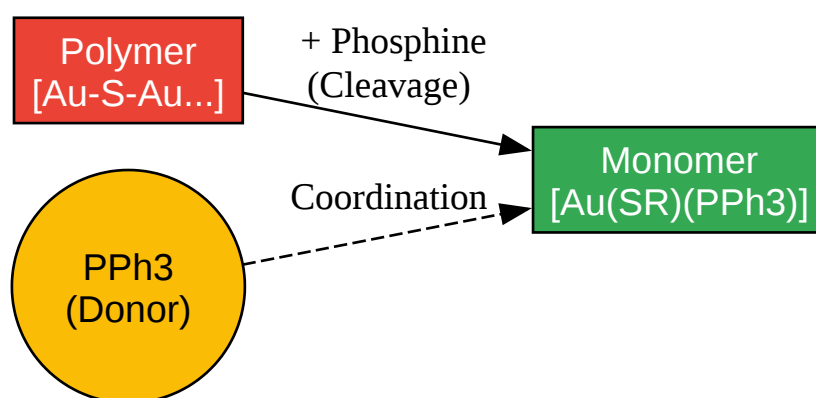 Polymer
[Au-S-Au...]
+ Phosphine
(Cleavage)
Monomer
[Au(SR)(PPh3)]
Coordination
PPh3
(Donor)